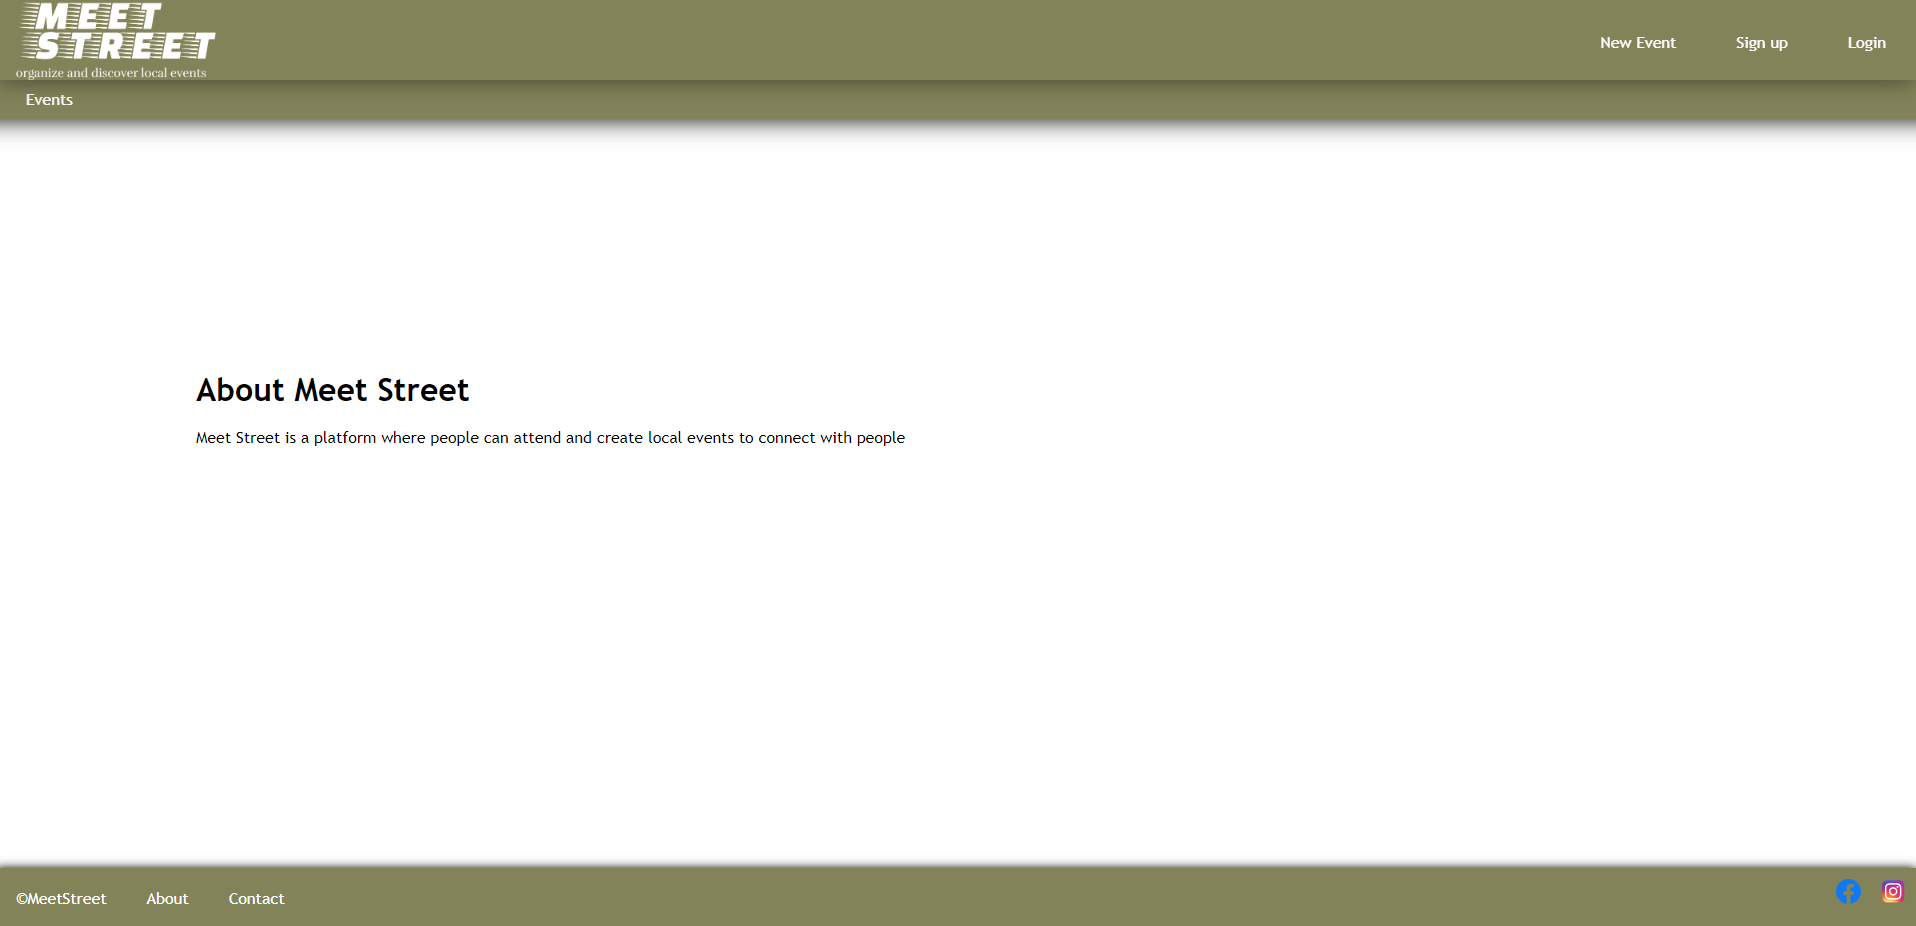 MEET
STREET
organize and discover local events
New Event Sign up Login
Events
About Meet Street
Meet Street is a platform where people can attend and create local events to connect with people
©MeetStreet About Contact